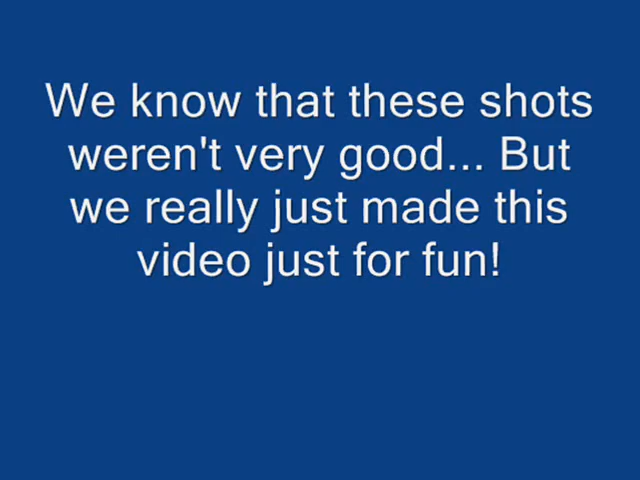 We know that these shots
weren't very good... But
we really just made this
video just for fun!